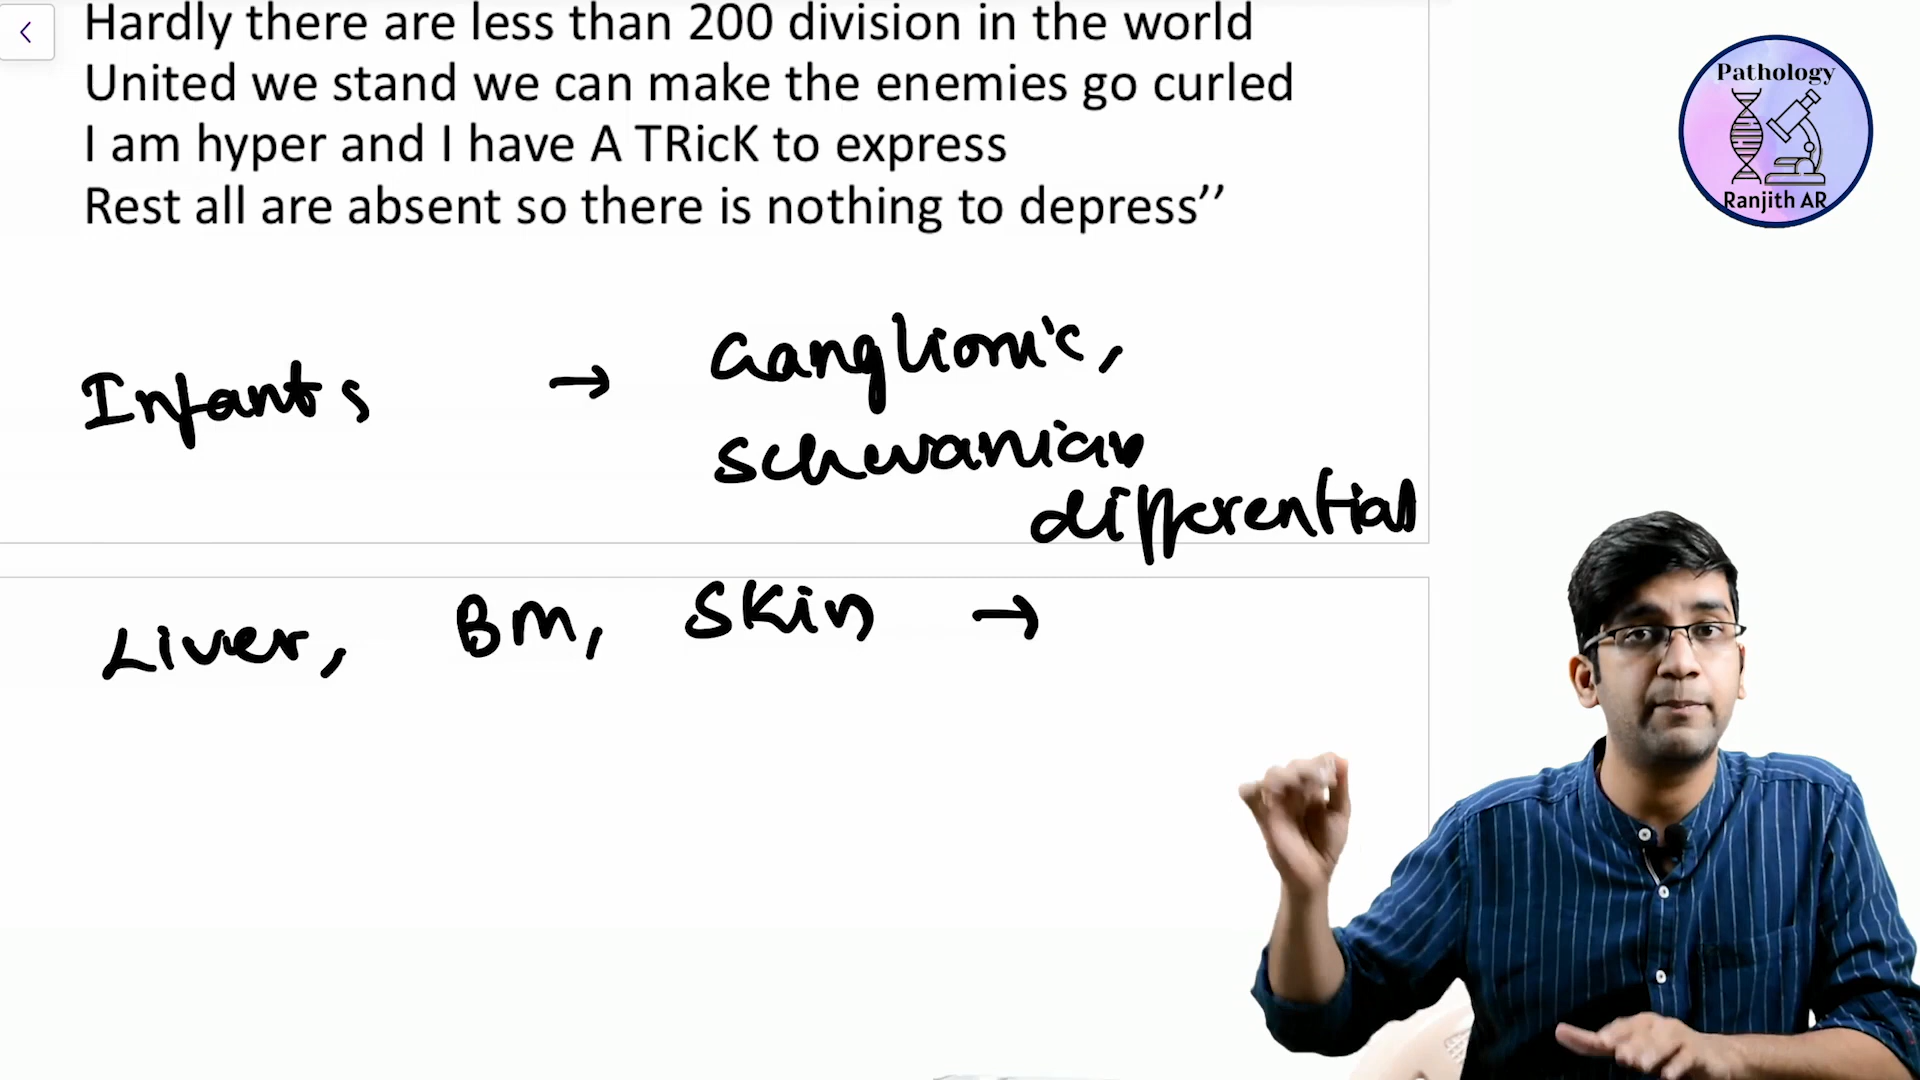 Hardly there are less than 200 division in the world
United we stand we can make the enemies go curled
I am hyper and I have A TRicK to express
Rest all are absent so there is nothing to depress’’
Pathology
Ranjith AR
Infants → Ganglionic,
schwanian
differential
Liver, BM, Skin →